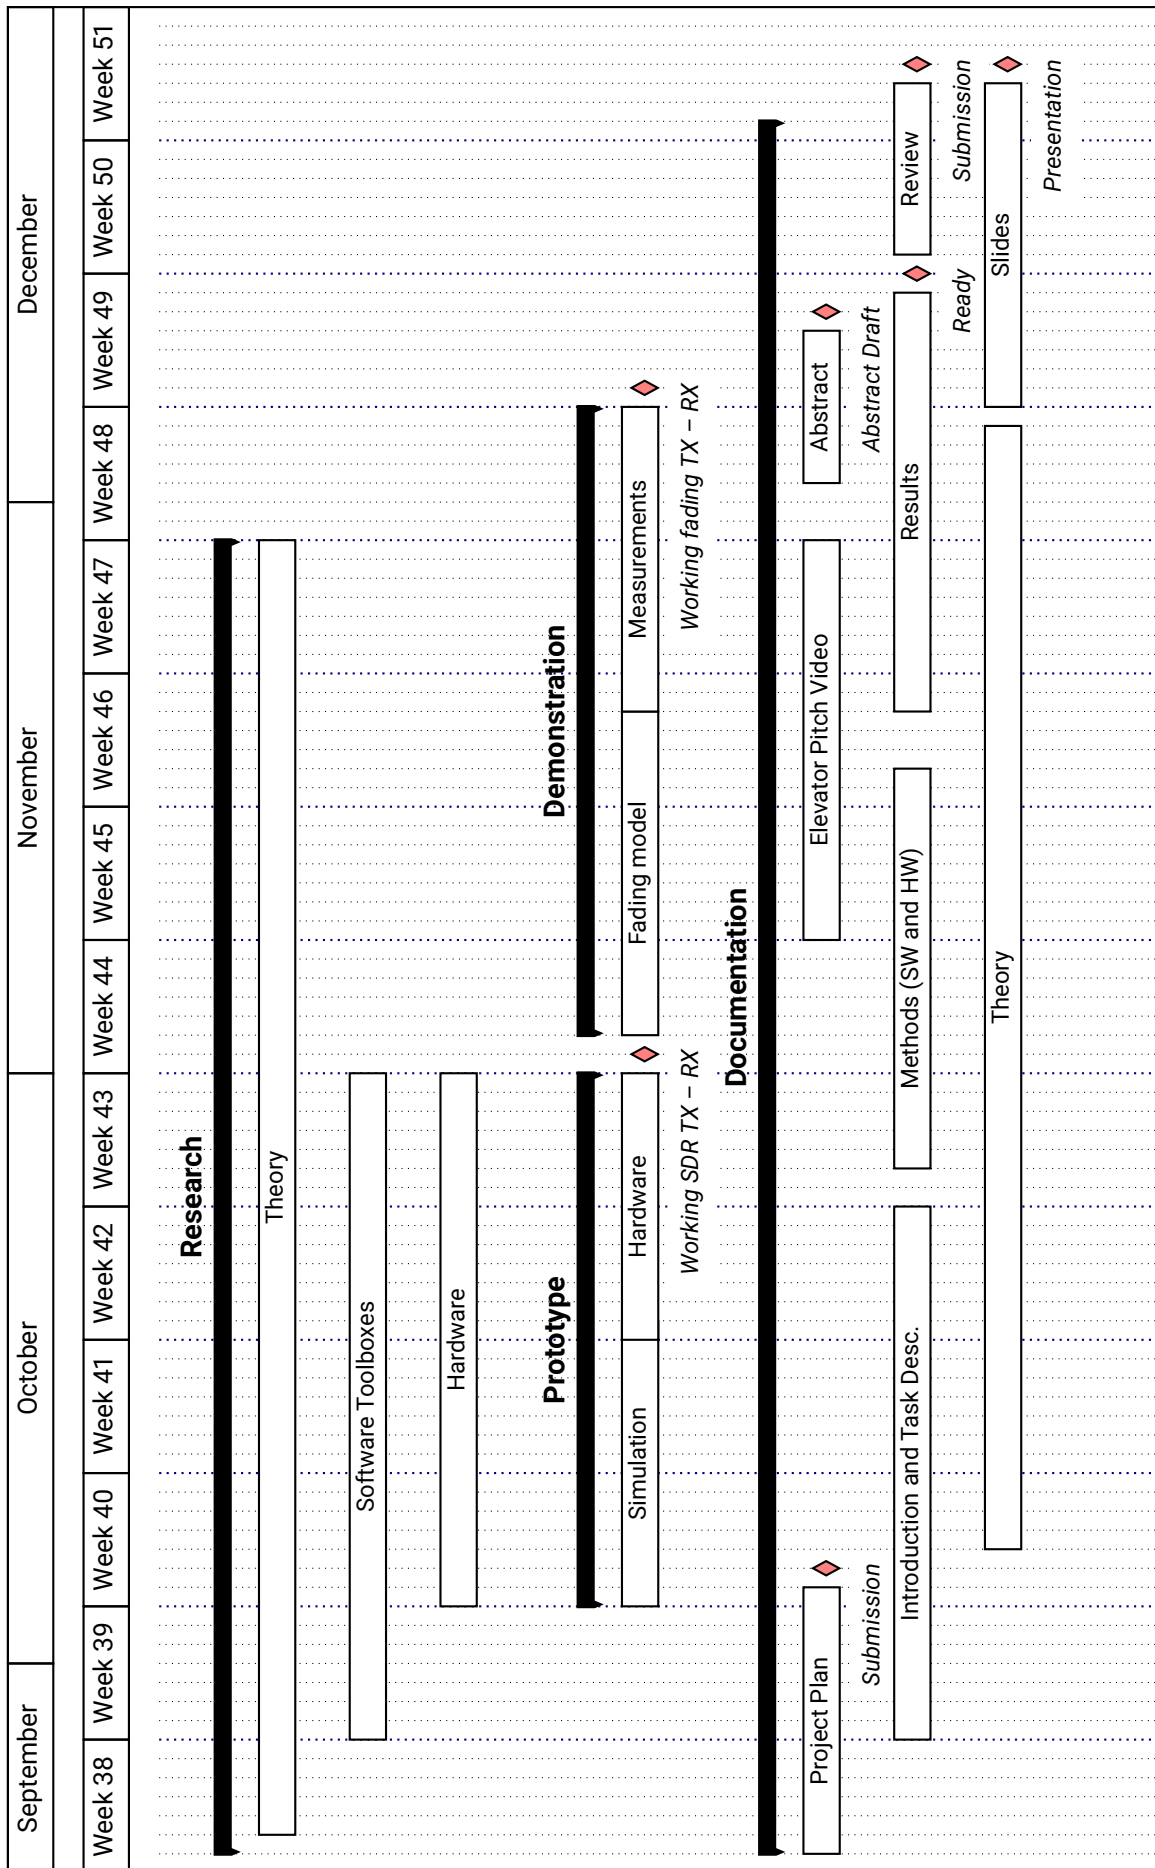 September
October
November
December
Week 38
Week 39
Week 40
Week 41
Week 42
Week 43
Week 44
Week 45
Week 46
Week 47
Week 48
Week 49
Week 50
Week 51
Research
Theory
Software Toolboxes
Hardware
Prototype
Demonstration
Simulation
Hardware
Fading model
Measurements
Working SDR TX – RX
Working fading TX – RX
Documentation
Project Plan
Elevator Pitch Video
Abstract
Submission
Abstract Draft
Introduction and Task Desc.
Methods (SW and HW)
Results
Review
Ready
Submission
Theory
Slides
Presentation